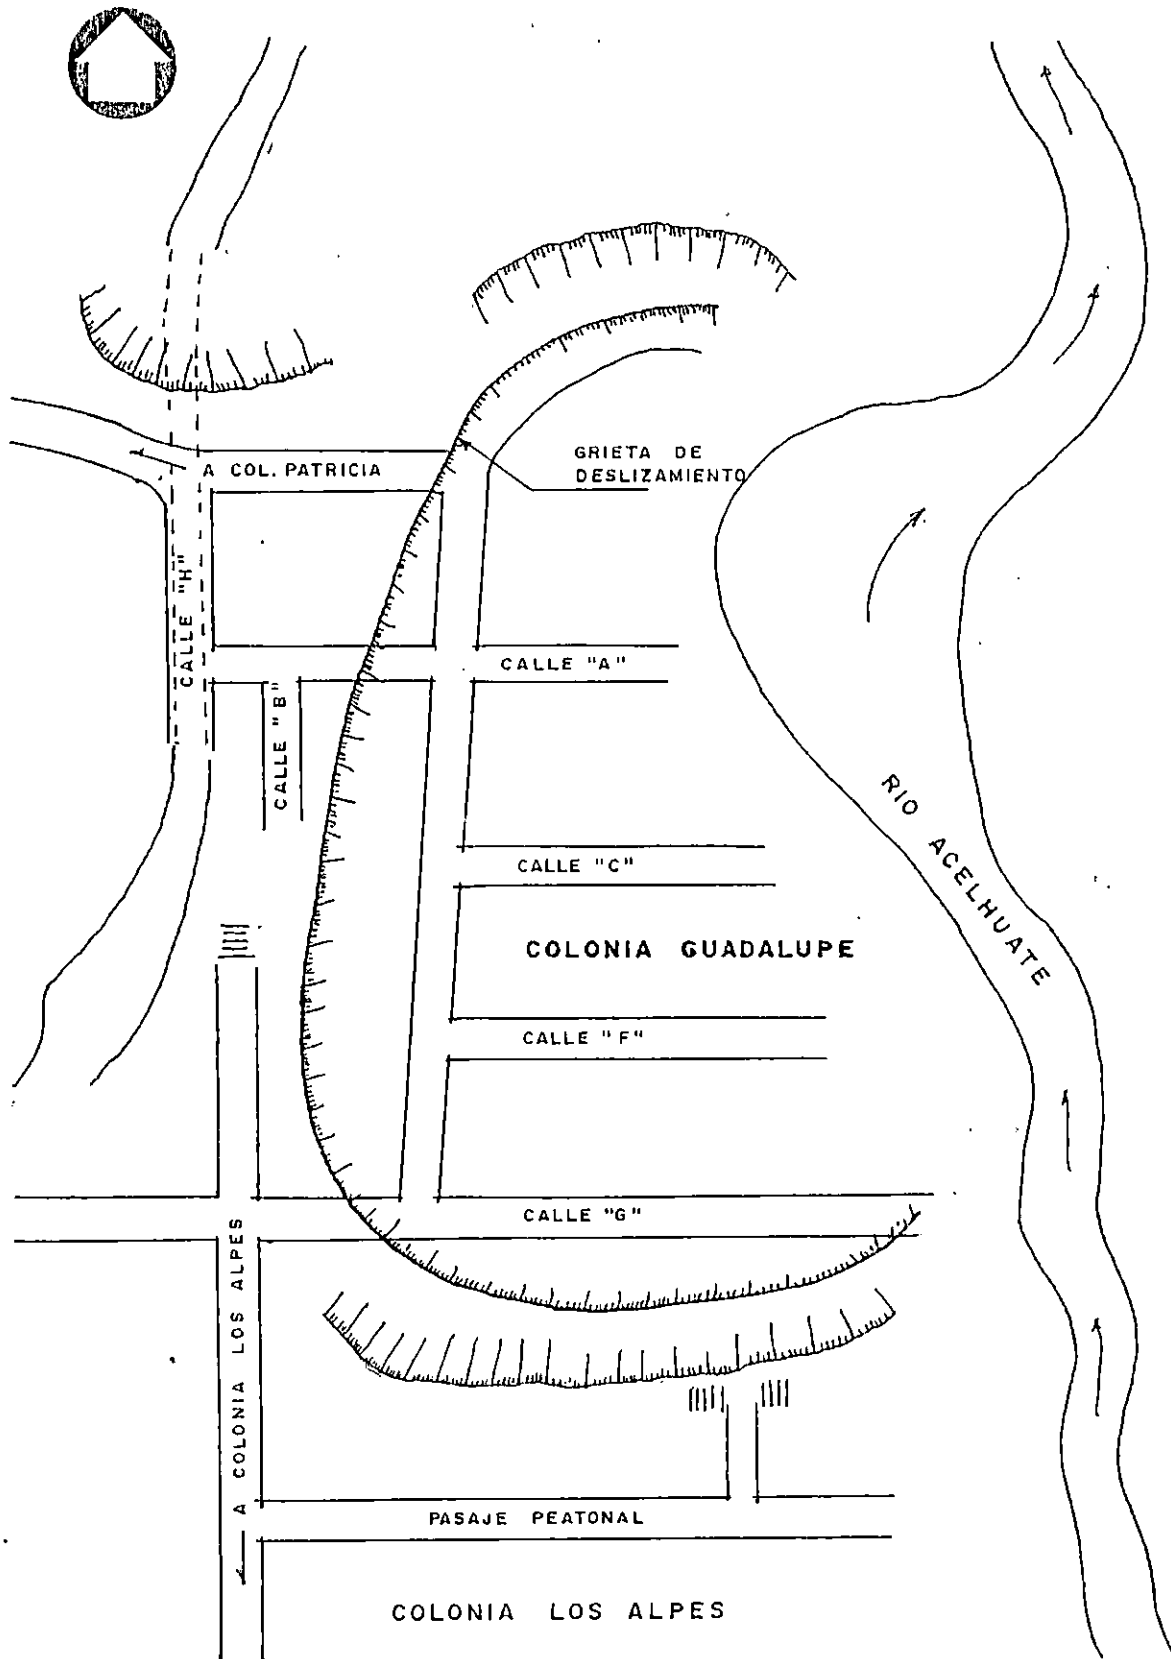 GRIETA DE
DESLIZAMIENTO
A COL. PATRICIA
CALLE "H"
CALLE "A"
CALLE "B"
RIO ACELHUATE
CALLE "C"
COLONIA GUADALUPE
CALLE "F"
CALLE "G"
A COLONIA LOS ALPES
PASAJE PEATONAL
COLONIA LOS ALPES